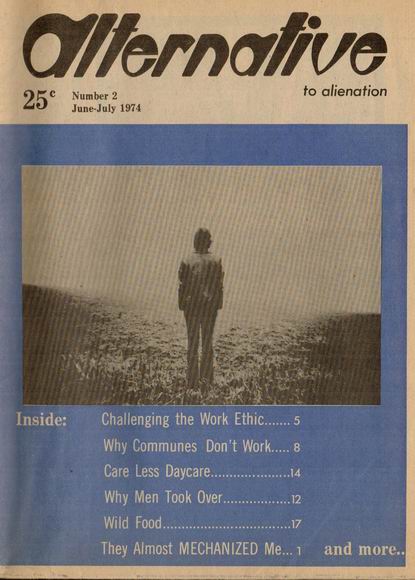 alternative
to alienation
25¢
Number 2
June-July 1974
Inside:
Challenging the Work Ethic....... 5
Why Communes Don't Work..... 8
Care Less Daycare....................14
Why Men Took Over.................12
Wild Food................................17
They Almost MECHANIZED Me... 1
and more..